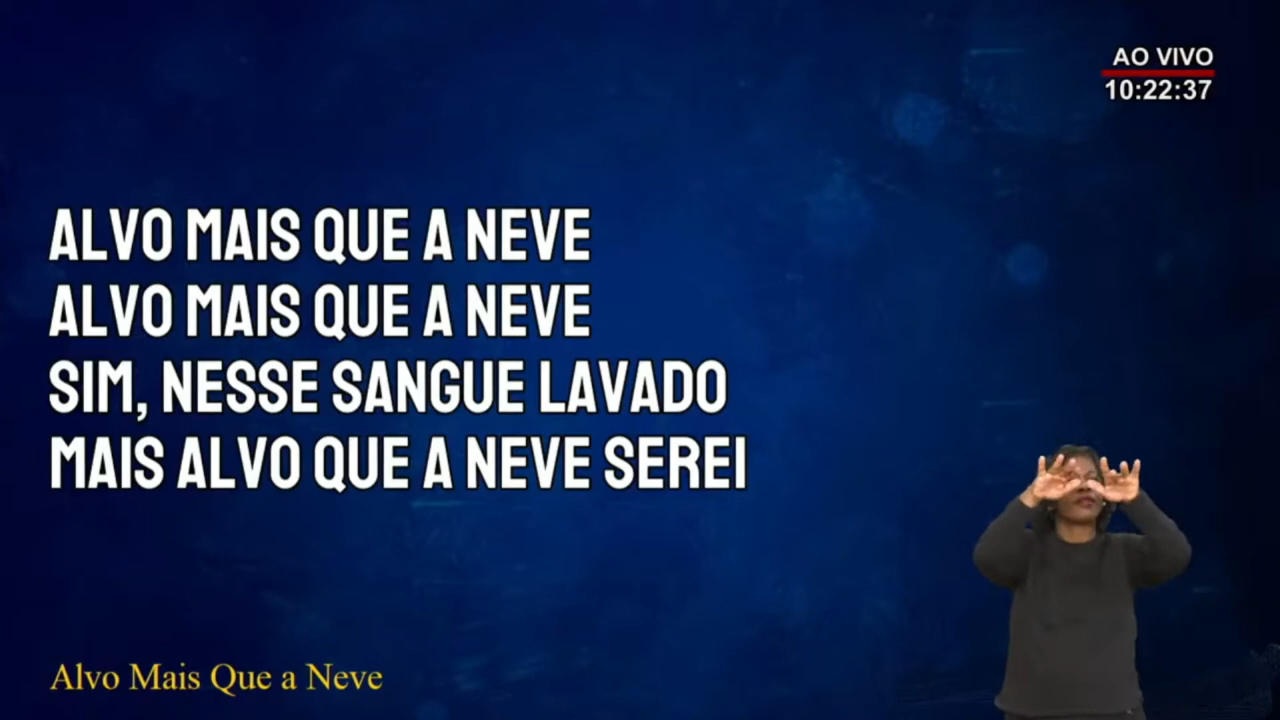 AO VIVO
10:22:37
ALVO MAIS QUE A NEVE
ALVO MAIS QUE A NEVE
SIM, NESSE SANGUE LAVADO
MAIS ALVO QUE A NEVE SEREI
Alvo Mais Que a Neve